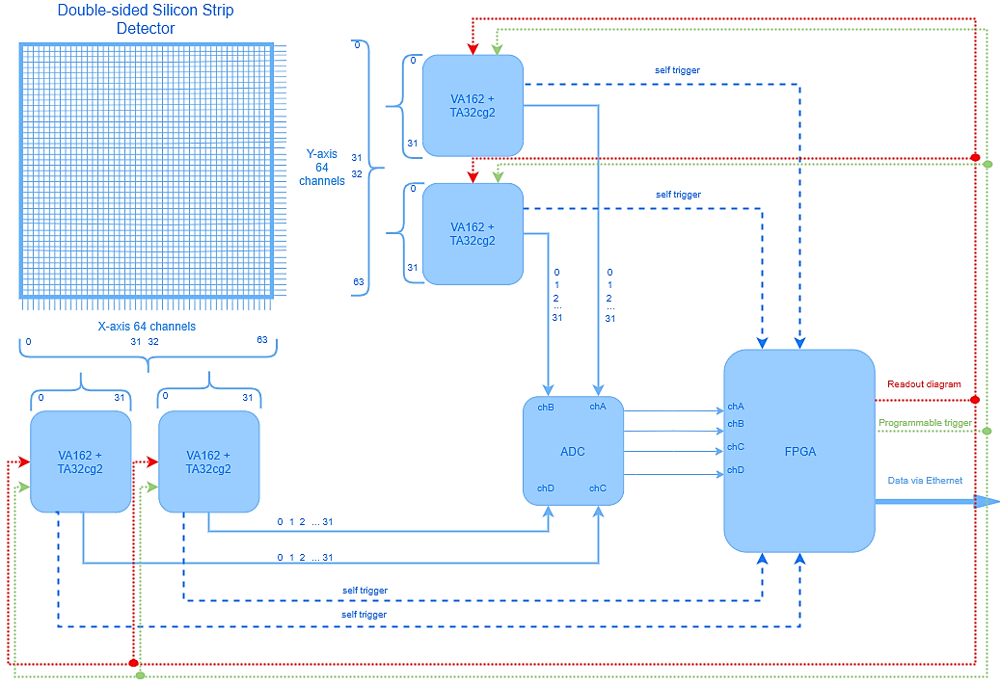 Double-sided Silicon Strip
Detector
0
31
32
63
Y-axis
64
channels
0
31
VA162 +
TA32cg2
self trigger
0
31
VA162 +
TA32cg2
self trigger
0
1
2
...
31
0
1
2
...
31
X-axis 64 channels
0
31
32
63
0
31
VA162 +
TA32cg2
0
31
VA162 +
TA32cg2
chB
chA
ADC
chD
chC
chA
chB
chC
chD
FPGA
Readout diagram
Programmable trigger
Data via Ethernet
0 1 2 ... 31
0 1 2 ... 31
self trigger
self trigger